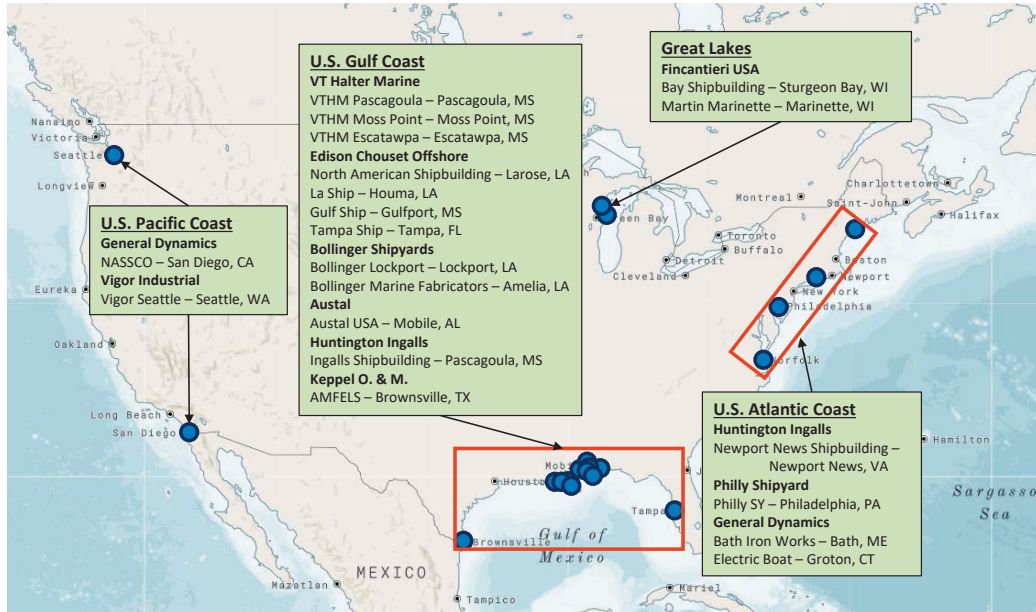 U.S. Gulf Coast
VT Halter Marine
VTHM Pascagoula – Pascagoula, MS
VTHM Moss Point – Moss Point, MS
VTHM Escatawpa – Escatawpa, MS
Edison Chouset Offshore
North American Shipbuilding – Larose, LA
La Ship – Houma, LA
Gulf Ship – Gulfport, MS
Tampa Ship – Tampa, FL
Bollinger Shipyards
Bollinger Lockport – Lockport, LA
Bollinger Marine Fabricators – Amelia, LA
Austal
Austal USA – Mobile, AL
Huntington Ingalls
Ingalls Shipbuilding – Pascagoula, MS
Keppel O. & M.
AMFELS – Brownsville, TX
Great Lakes
Fincantieri USA
Bay Shipbuilding – Sturgeon Bay, WI
Martin Marinette – Marinette, WI
U.S. Pacific Coast
General Dynamics
NASSCO – San Diego, CA
Vigor Industrial
Vigor Seattle – Seattle, WA
U.S. Atlantic Coast
Huntington Ingalls
Newport News Shipbuilding –
Newport News, VA
Philly Shipyard
Philly SY – Philadelphia, PA
General Dynamics
Bath Iron Works – Bath, ME
Electric Boat – Groton, CT
Nanaimo
Victoria
Seattle
Longview
Eureka
Oakland
Long Beach
San Diego
Mazatlan
MEXICO
Tampico
Houston
Brownsville
Gulf of
Mexico
Tampa
Mariel
Bay
Detroit
Cleveland
Toronto
Buffalo
Montreal
Charlottetown
Saint-John
Halifax
Boston
Newport
New York
Philadelphia
Hamilton
Sargasso
Sea